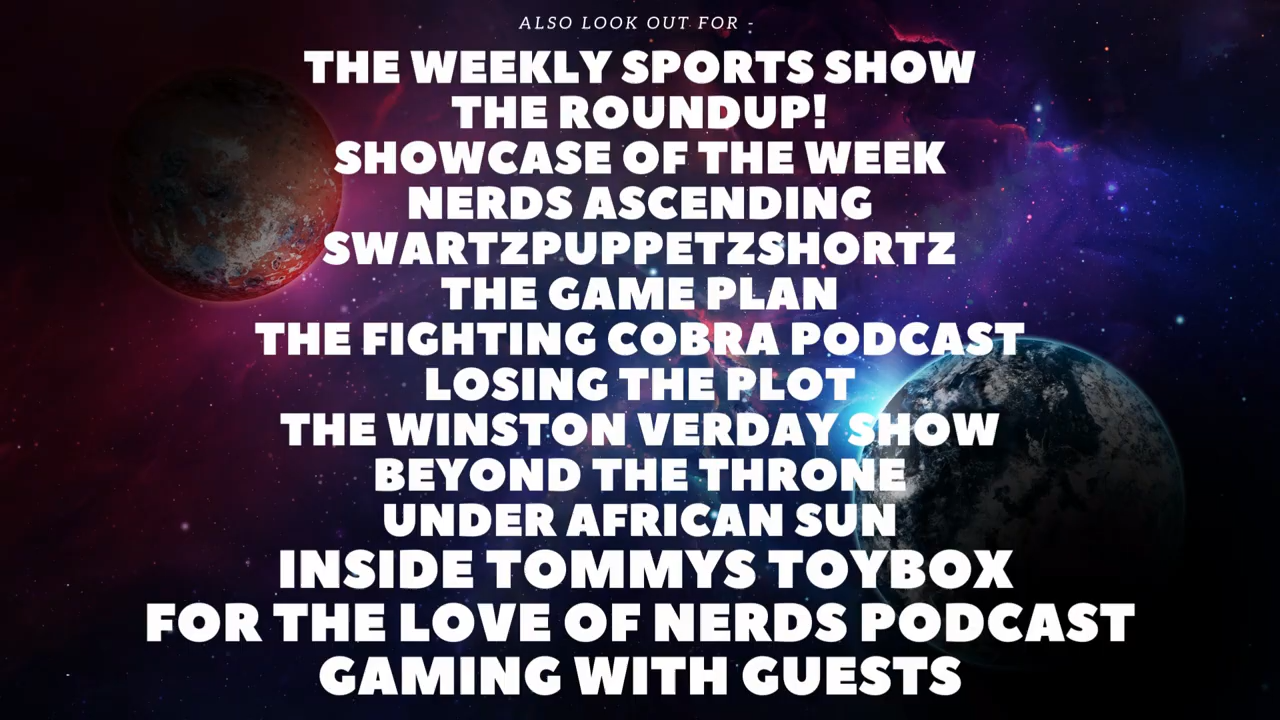 ALSO LOOK OUT FOR -
THE WEEKLY SPORTS SHOW
THE ROUNDUP!
SHOWCASE OF THE WEEK
NERDS ASCENDING
SWARTZPUPPETZSHORTZ
THE GAME PLAN
THE FIGHTING COBRA PODCAST
LOSING THE PLOT
THE WINSTON VERDAY SHOW
BEYOND THE THRONE
UNDER AFRICAN SUN
INSIDE TOMMYS TOYBOX
FOR THE LOVE OF NERDS PODCAST
GAMING WITH GUESTS